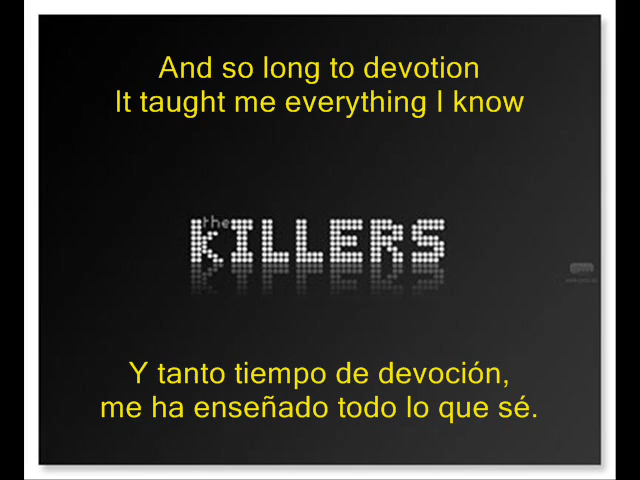 And so long to devotion
It taught me everything I know
the
KILLERS
Y tanto tiempo de devoción,
me ha enseñado todo lo que sé.